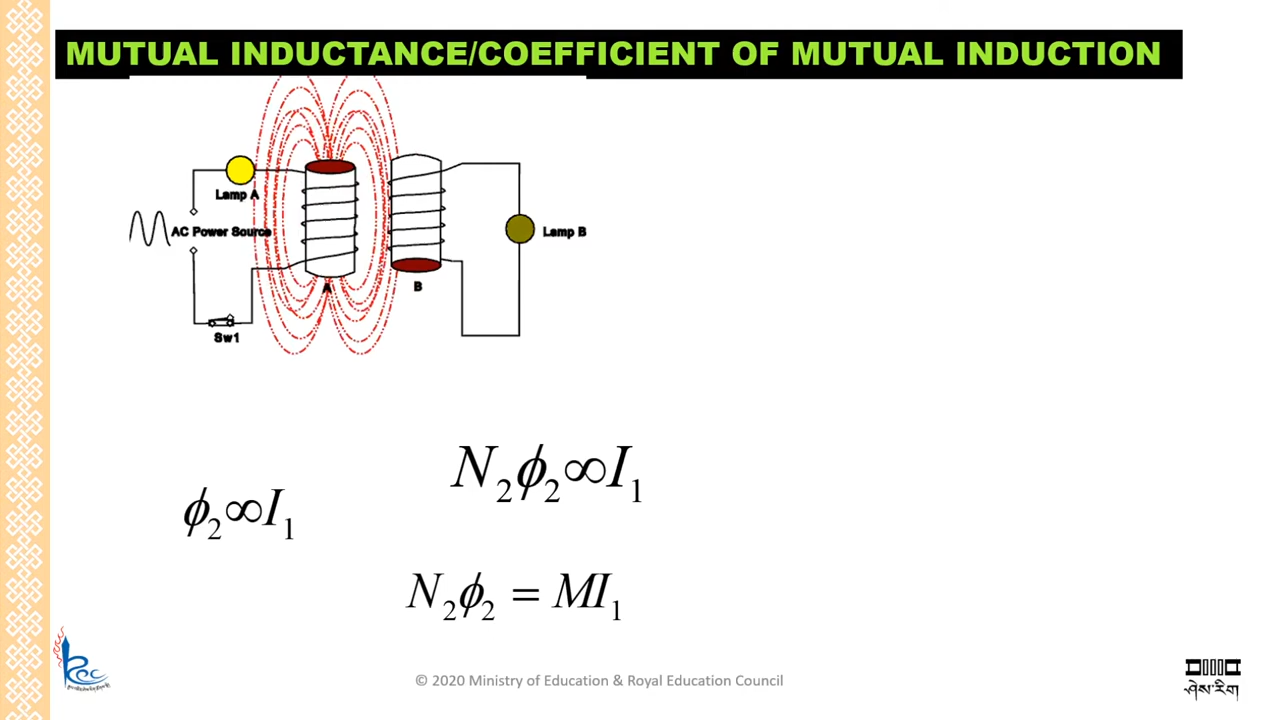 MUTUAL INDUCTANCE/COEFFICIENT OF MUTUAL INDUCTION
Lamp A
AC Power Source
Lamp B
A
B
Sw1
N₂ϕ₂∞I₁
ϕ₂∞I₁
N₂ϕ₂ = MI₁
© 2020 Ministry of Education & Royal Education Council
ཤེས་རིག